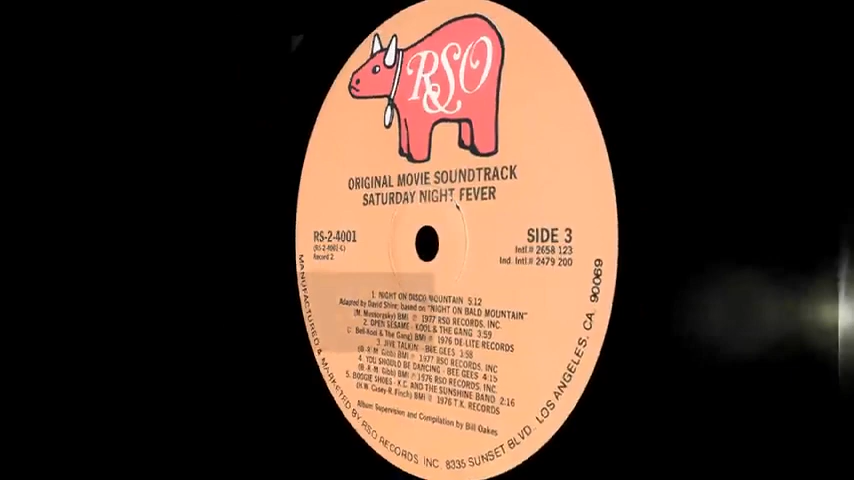 RSO
ORIGINAL MOVIE SOUNDTRACK
SATURDAY NIGHT FEVER
RS-2-4001
(RS-2-4001-C)
Record 2
SIDE 3
Intl.# 2658 123
Ind. Intl.# 2479 200
1. NIGHT ON DISCO MOUNTAIN 5:12
Adapted by David Shire; based on "NIGHT ON BALD MOUNTAIN"
(M. Mussorgsky) BMI ℗ 1977 RSO RECORDS, INC.
2. OPEN SESAME - KOOL & THE GANG 3:59
Bell-Kool & The Gang) BMI ℗ 1976 DE-LITE RECORDS
3. JIVE TALKIN' - BEE GEES
(B.-R.-M. Gibb) BMI ℗ 1977 RSO RECORDS, INC
4. YOU SHOULD BE DANCING - BEE GEES 4:15
(B.-R.-M. Gibb) BMI ℗ 1976 RSO RECORDS, INC.
5. BOOGIE SHOES - K.C. AND THE SUNSHINE BAND 2:16
(H.W. Casey-R. Finch) BMI ℗ 1976 T.K. RECORDS
Album Supervision and Compilation by Bill Oakes
MANUFACTURED & MARKETED BY RSO RECORDS, INC. 8335 SUNSET BLVD., LOS ANGELES, CA. 90069